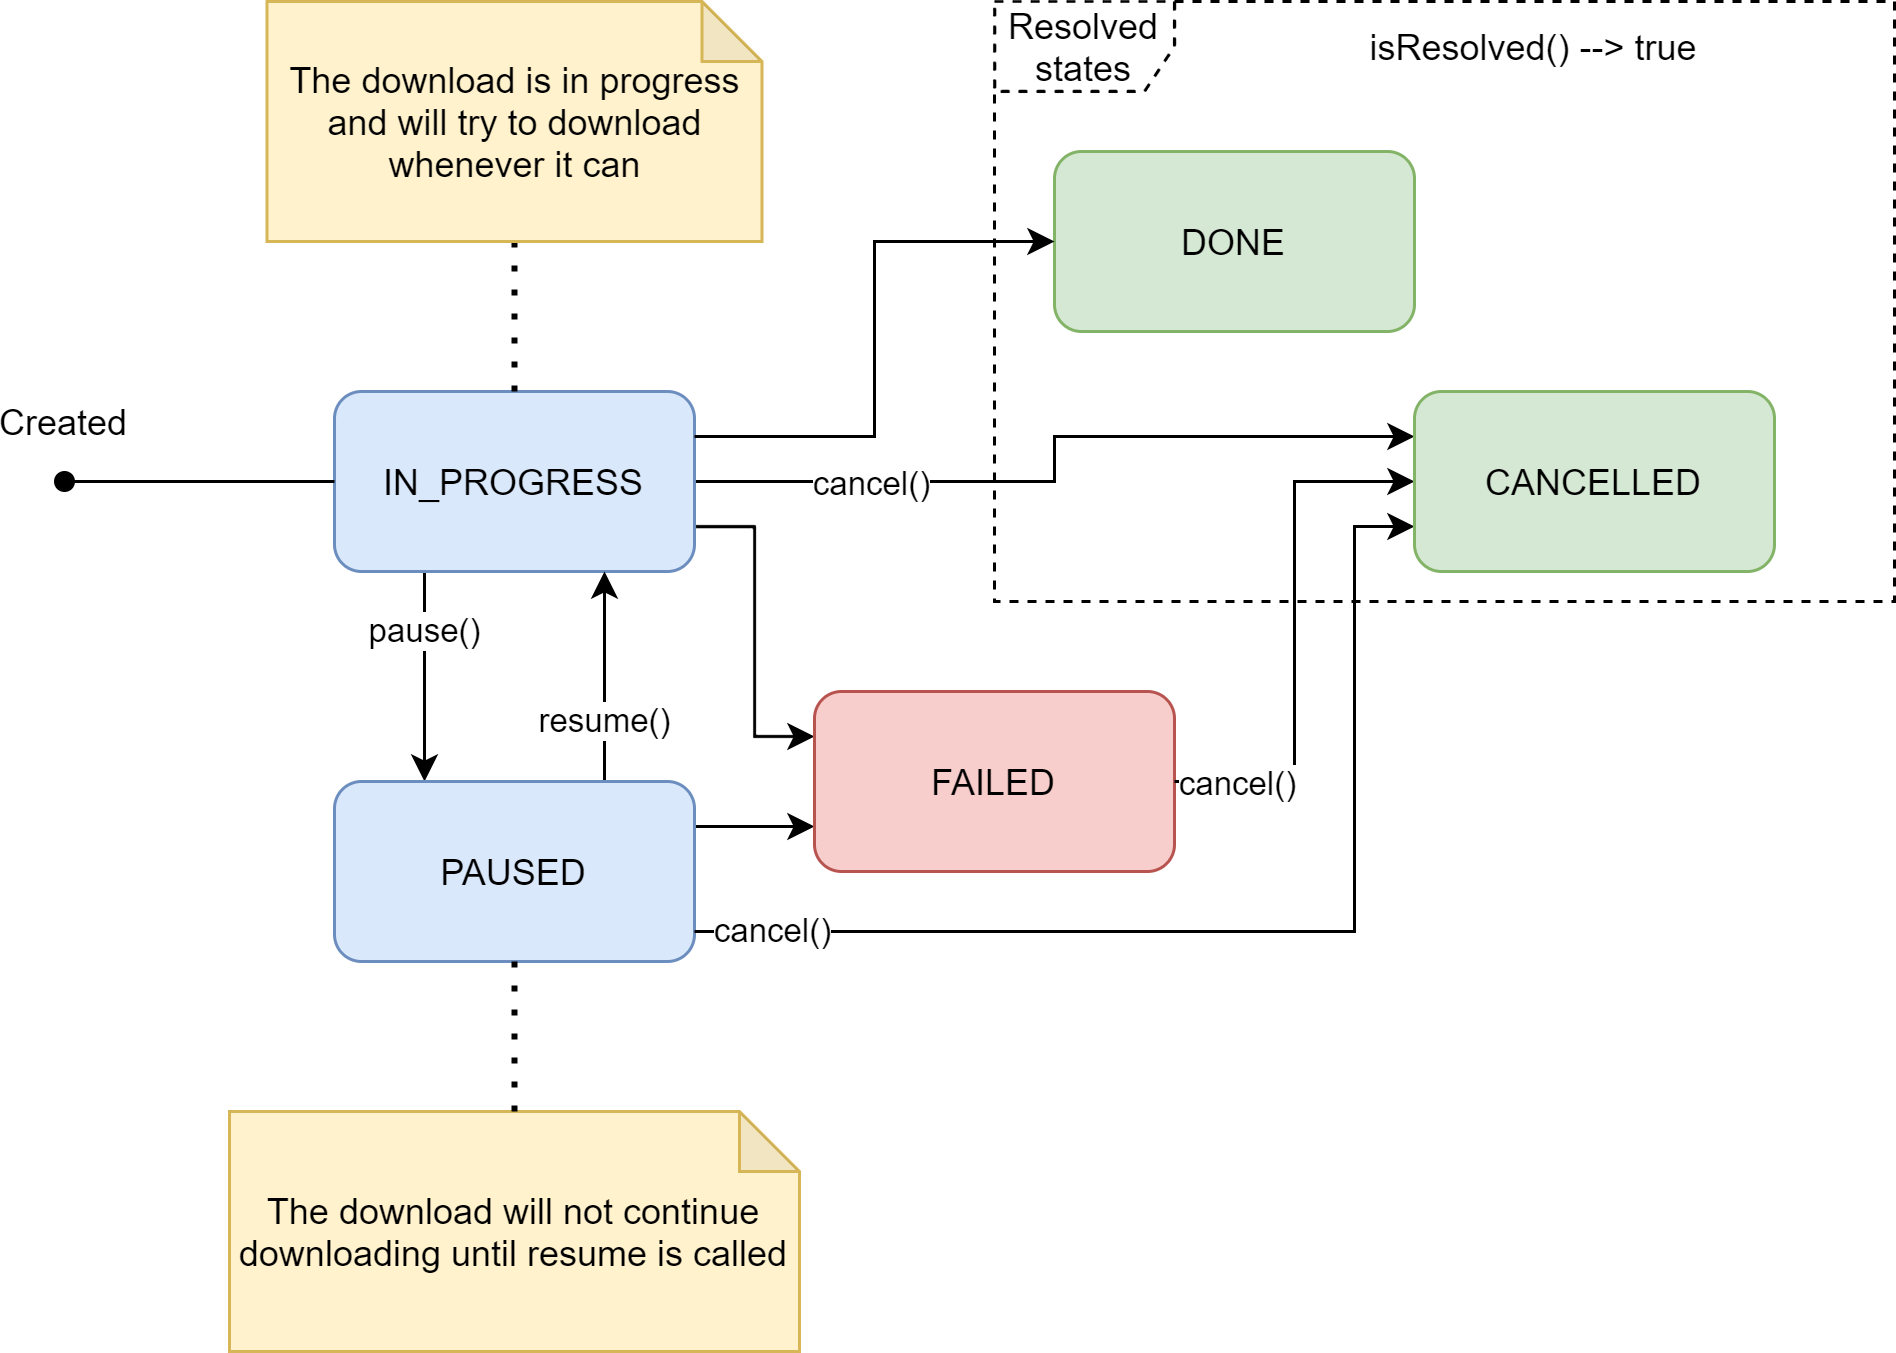 The download is in progress
and will try to download
whenever it can
Resolved
states
isResolved() --> true
DONE
Created
IN_PROGRESS
cancel()
CANCELLED
pause()
resume()
FAILED
cancel()
PAUSED
cancel()
The download will not continue
downloading until resume is called